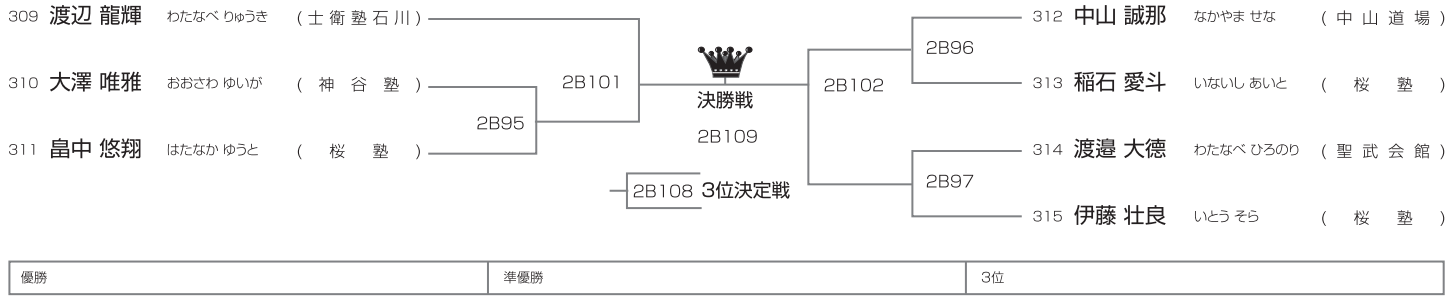 309 渡辺 龍輝 わたなべ りゅうき (士衛塾石川)
310 大澤 唯雅 おおさわ ゆいが (神谷塾)
311 畠中 悠翔 はたなか ゆうと (桜塾)
2B95
2B101
決勝戦
2B109
2B108 3位決定戦
2B102
2B96
2B97
312 中山 誠那 なかやま せな (中山道場)
313 稲石 愛斗 いないし あいと (桜塾)
314 渡邉 大德 わたなべ ひろのり (聖武会館)
315 伊藤 壮良 いとう そら (桜塾)
優勝 準優勝 3位